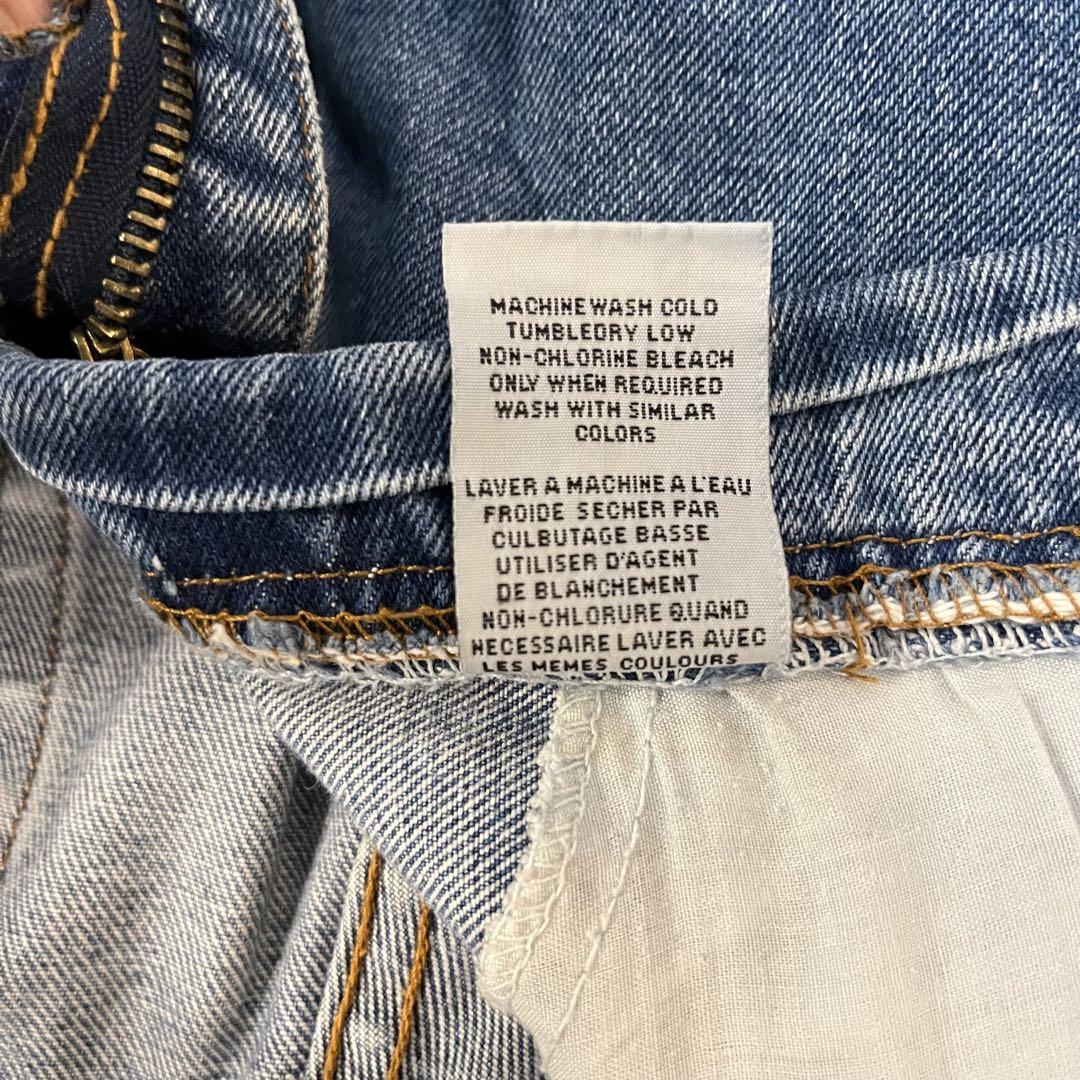 MACHINE WASH COLD
TUMBLEDRY LOW
NON-CHLORINE BLEACH
ONLY WHEN REQUIRED
WASH WITH SIMILAR
COLORS
LAVER A MACHINE A L'EAU
FROIDE SECHER PAR
CULBUTAGE BASSE
UTILISER D'AGENT
DE BLANCHEMENT
NON-CHLORURE QUAND
NECESSAIRE LAVER AVEC
LES MEMES COULOURS